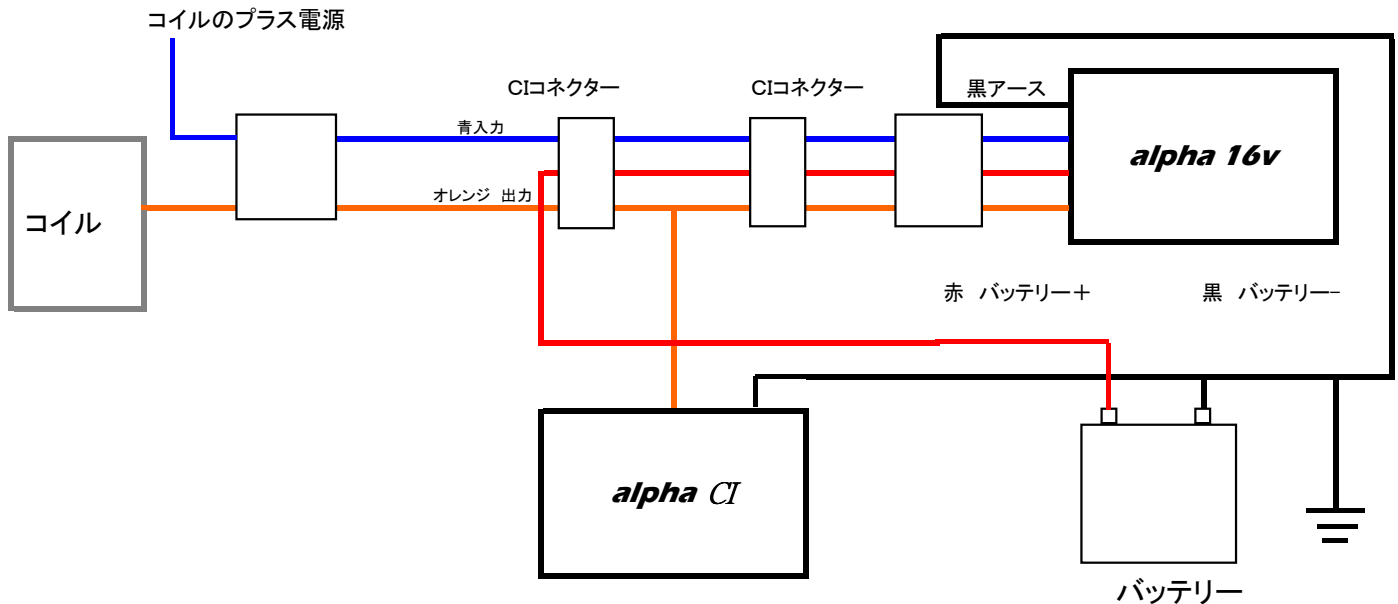 コイルのプラス電源
CIコネクター
CIコネクター
黒アース
青入力
alpha 16v
オレンジ 出力
コイル
赤 バッテリー＋
黒 バッテリー-
alpha CI
バッテリー